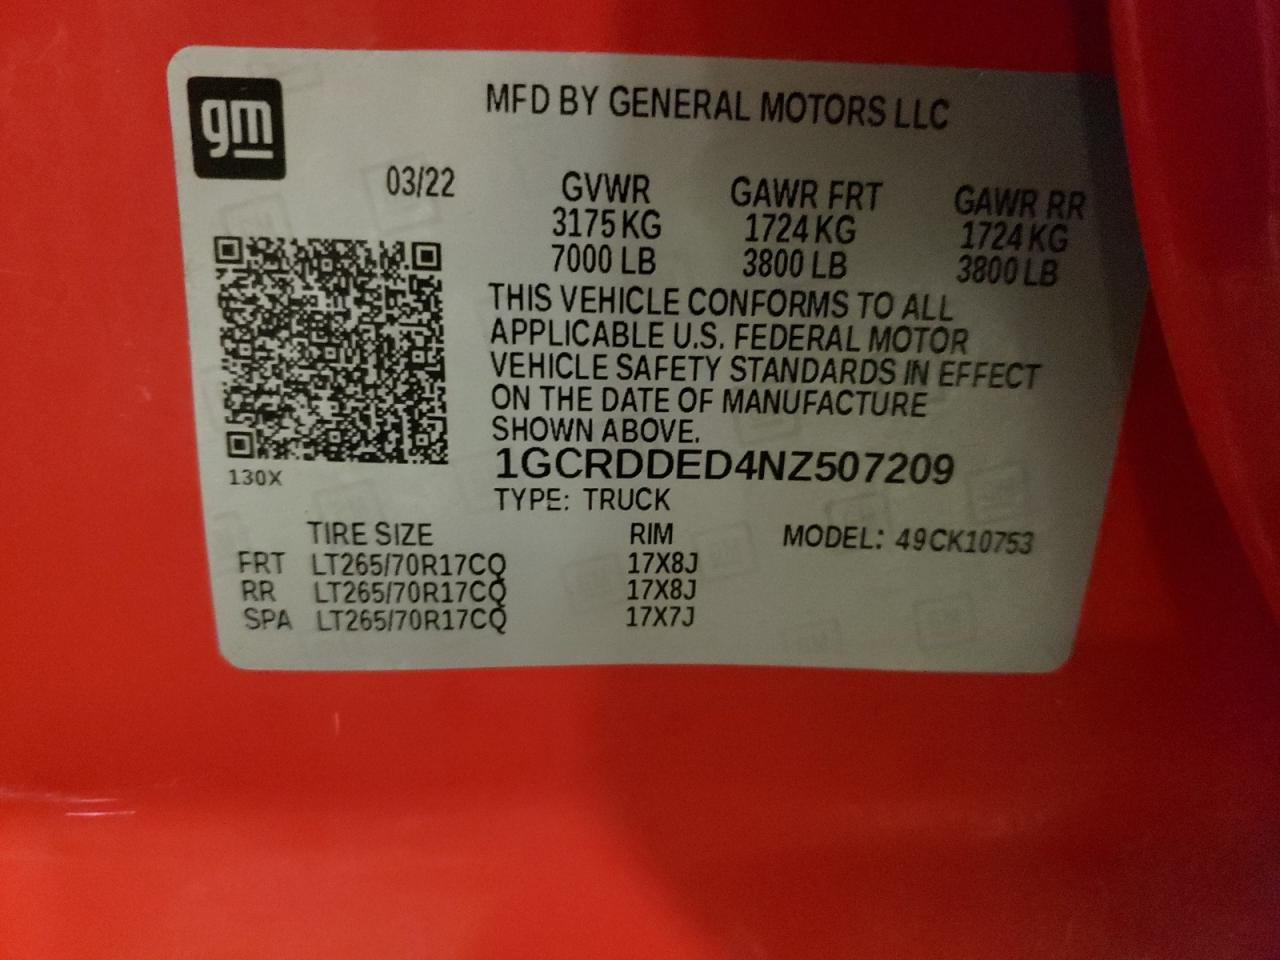 gm
MFD BY GENERAL MOTORS LLC
03/22 GVWR GAWR FRT GAWR RR
3175 KG 1724 KG 1724 KG
7000 LB 3800 LB 3800 LB
THIS VEHICLE CONFORMS TO ALL
APPLICABLE U.S. FEDERAL MOTOR
VEHICLE SAFETY STANDARDS IN EFFECT
ON THE DATE OF MANUFACTURE
SHOWN ABOVE.
1GCRDDED4NZ507209
130X
TYPE: TRUCK
TIRE SIZE RIM MODEL: 49CK10753
FRT LT265/70R17CQ 17X8J
RR LT265/70R17CQ 17X8J
SPA LT265/70R17CQ 17X7J